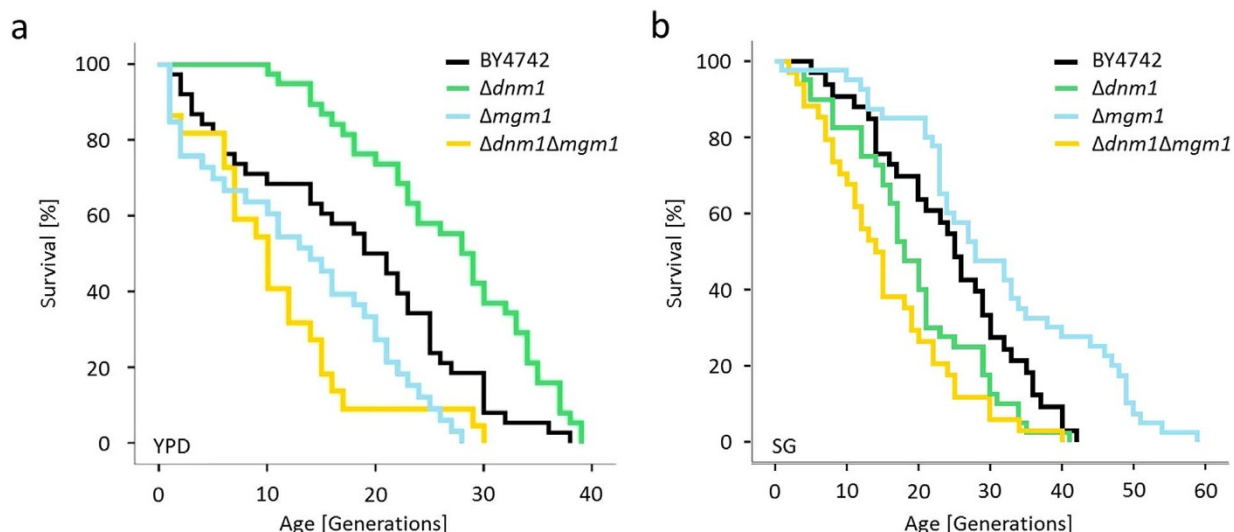 a
100
80
60
40
20
0
Survival [%]
BY4742
Δdnm1
Δmgm1
Δdnm1Δmgm1
YPD
0 10 20 30 40
Age [Generations]
b
100
80
60
40
20
0
Survival [%]
BY4742
Δdnm1
Δmgm1
Δdnm1Δmgm1
SG
0 10 20 30 40 50 60
Age [Generations]